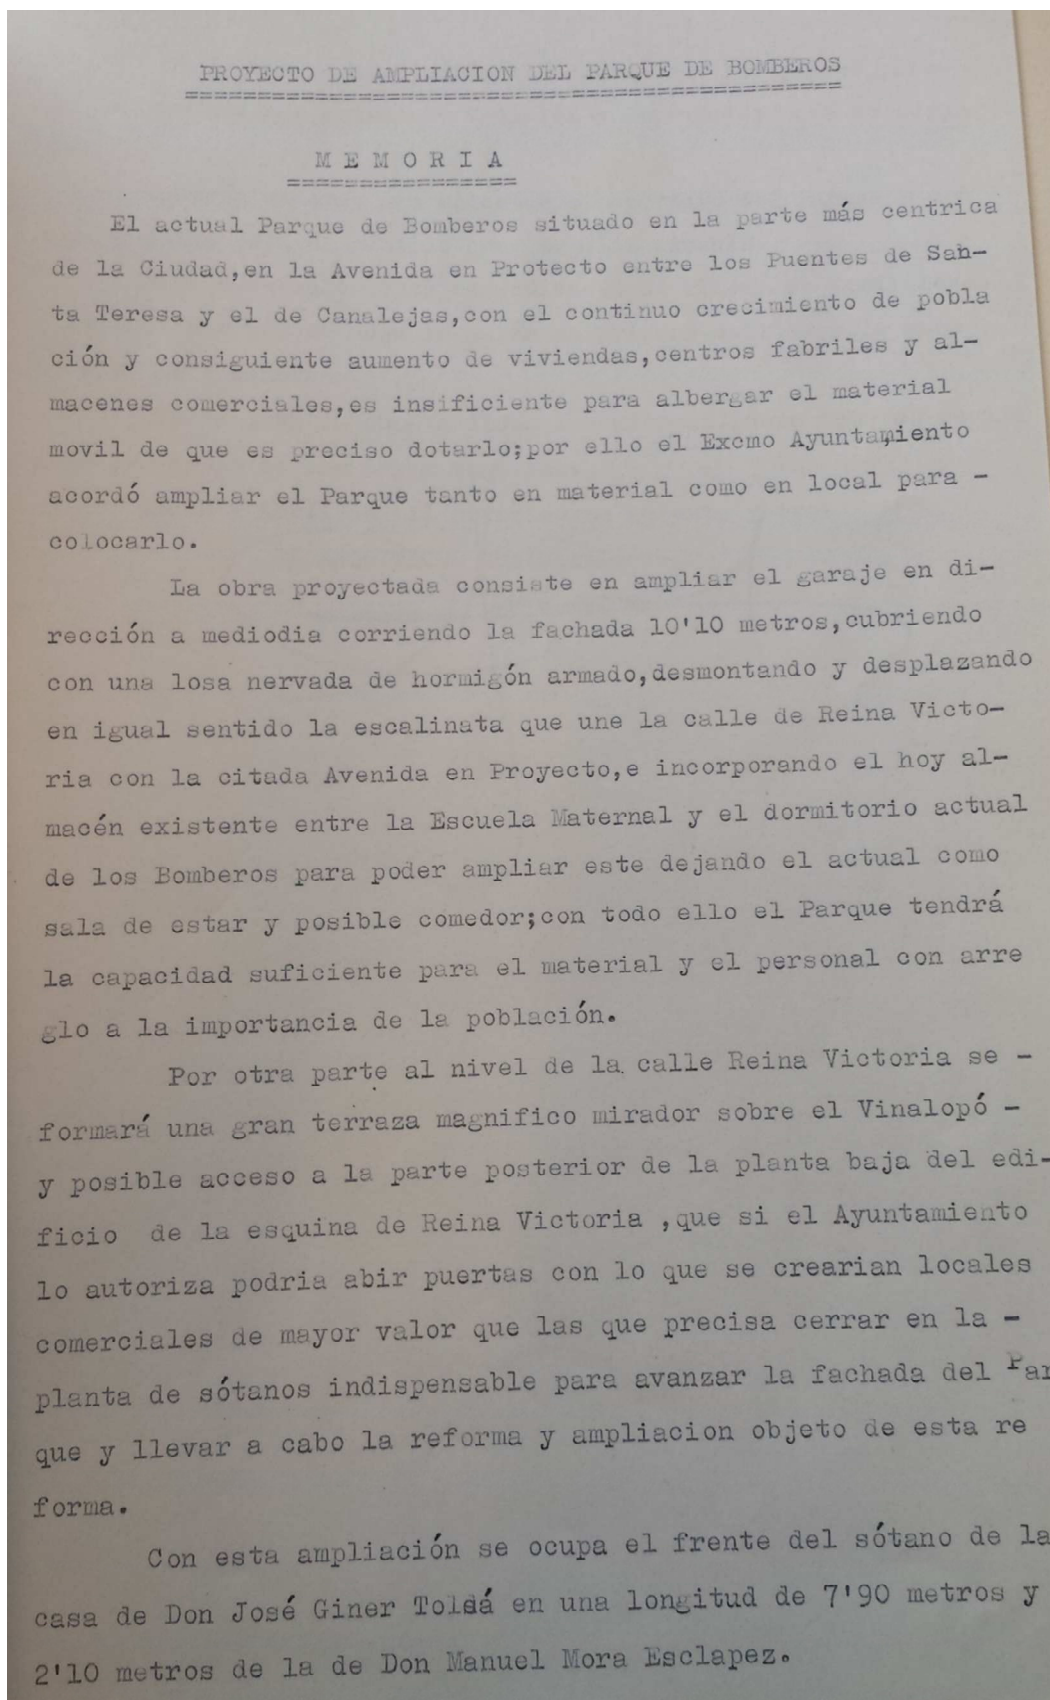 PROYECTO DE AMPLIACION DEL PARQUE DE BOMBEROS
==============================================
M E M O R I A
================
El actual Parque de Bomberos situado en la parte más centrica
de la Ciudad,en la Avenida en Protecto entre los Puentes de San-
ta Teresa y el de Canalejas,con el continuo crecimiento de pobla
ción y consiguiente aumento de viviendas,centros fabriles y al-
macenes comerciales,es insificiente para albergar el material
movil de que es preciso dotarlo;por ello el Excmo Ayuntamiento
acordó ampliar el Parque tanto en material como en local para -
colocarlo.
La obra proyectada consiste en ampliar el garaje en di-
rección a mediodia corriendo la fachada 10'10 metros,cubriendo
con una losa nervada de hormigón armado,desmontando y desplazando
en igual sentido la escalinata que une la calle de Reina Victo-
ria con la citada Avenida en Proyecto,e incorporando el hoy al-
macén existente entre la Escuela Maternal y el dormitorio actual
de los Bomberos para poder ampliar este dejando el actual como
sala de estar y posible comedor;con todo ello el Parque tendrá
la capacidad suficiente para el material y el personal con arre
glo a la importancia de la población.
Por otra parte al nivel de la calle Reina Victoria se -
formará una gran terraza magnifico mirador sobre el Vinalopó -
y posible acceso a la parte posterior de la planta baja del edi-
ficio de la esquina de Reina Victoria ,que si el Ayuntamiento
lo autoriza podria abir puertas con lo que se crearian locales
comerciales de mayor valor que las que precisa cerrar en la -
planta de sótanos indispensable para avanzar la fachada del Par
que y llevar a cabo la reforma y ampliacion objeto de esta re
forma.
Con esta ampliación se ocupa el frente del sótano de la
casa de Don José Giner Tolsá en una longitud de 7'90 metros y
2'10 metros de la de Don Manuel Mora Esclapez.